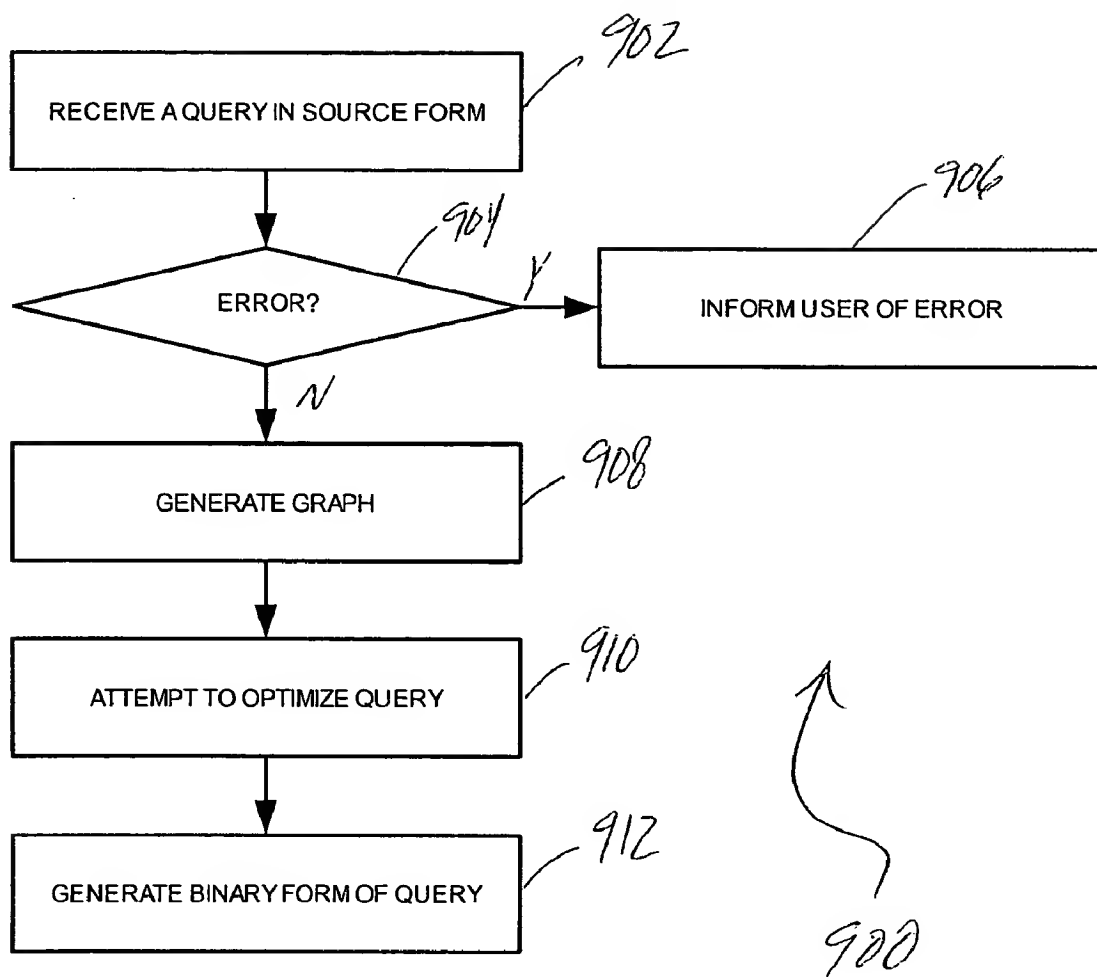 902
RECEIVE A QUERY IN SOURCE FORM
904
906
ERROR?
Y
INFORM USER OF ERROR
N
908
GENERATE GRAPH
910
ATTEMPT TO OPTIMIZE QUERY
912
GENERATE BINARY FORM OF QUERY
900